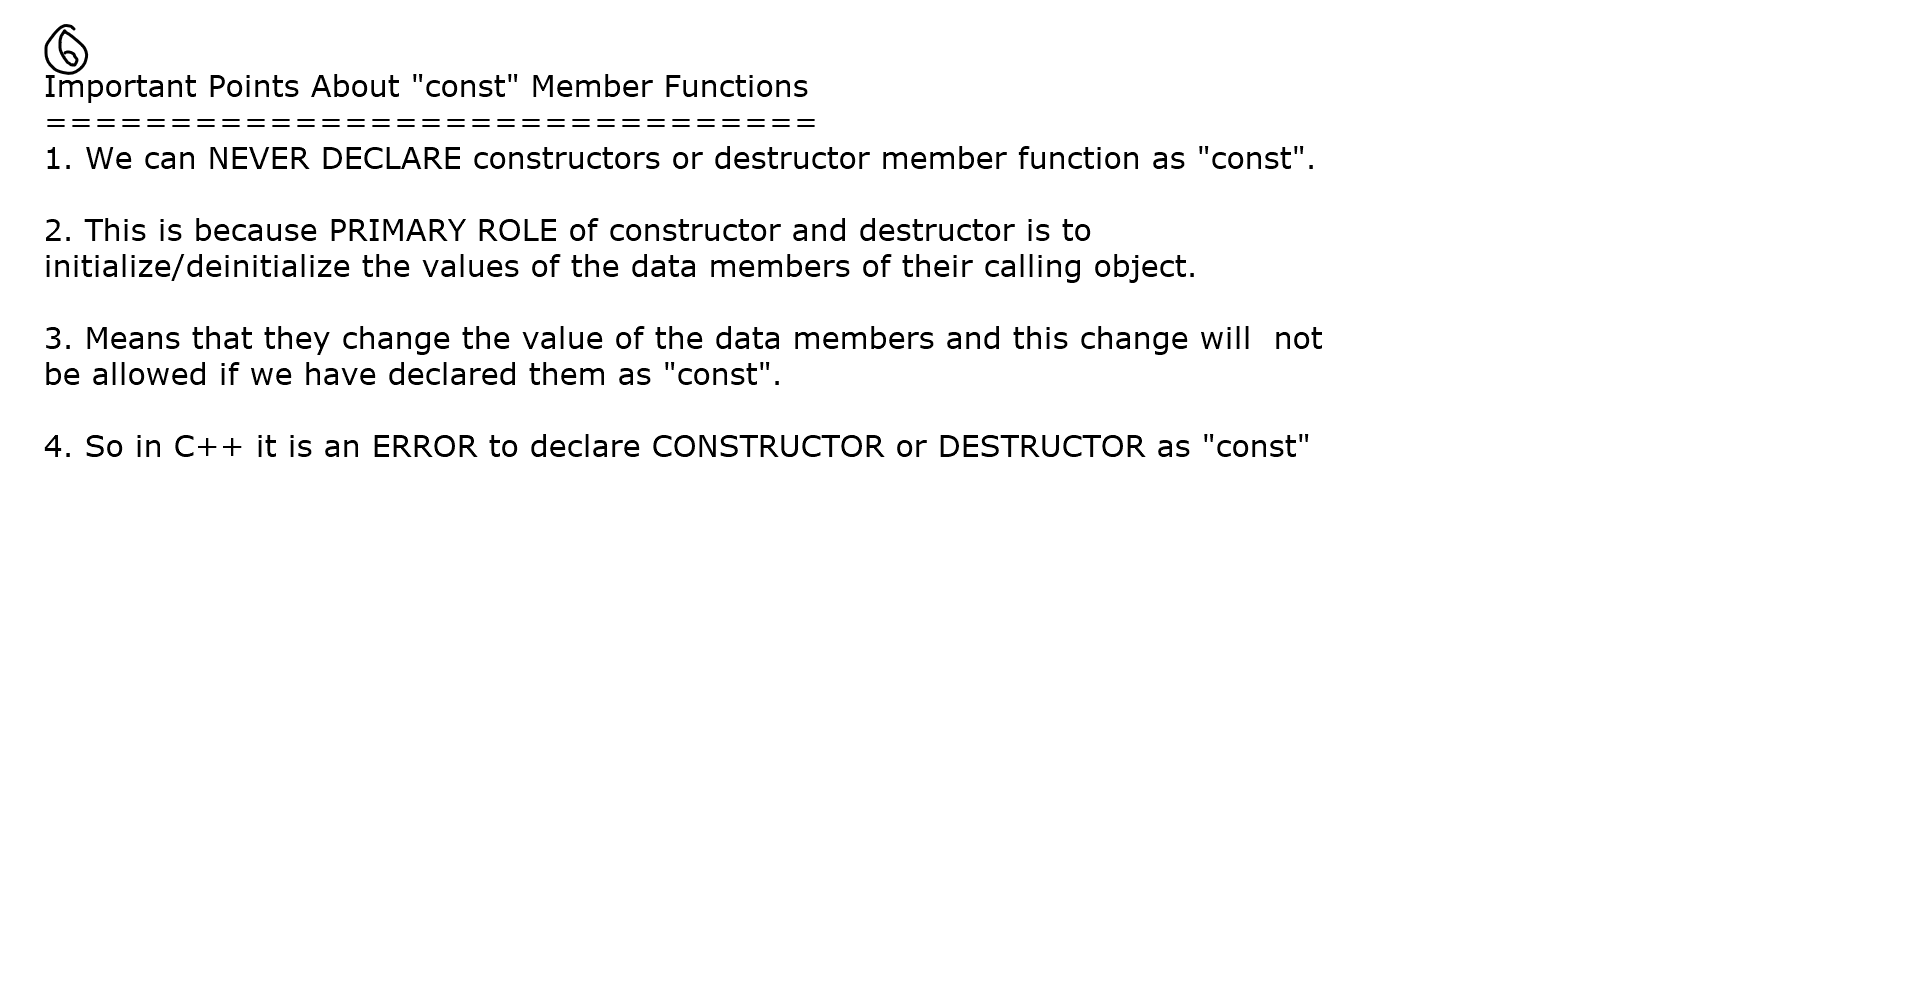 6
Important Points About "const" Member Functions
===============================
1. We can NEVER DECLARE constructors or destructor member function as "const".
2. This is because PRIMARY ROLE of constructor and destructor is to
initialize/deinitialize the values of the data members of their calling object.
3. Means that they change the value of the data members and this change will  not
be allowed if we have declared them as "const".
4. So in C++ it is an ERROR to declare CONSTRUCTOR or DESTRUCTOR as "const"